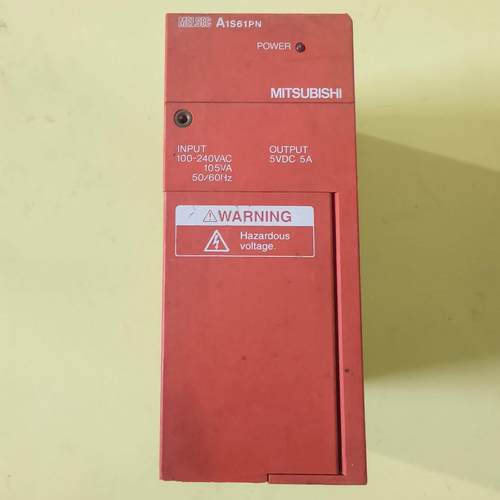 MELSEC A1S61PN
POWER
MITSUBISHI
INPUT
100-240VAC
105VA
50/60Hz
OUTPUT
5VDC 5A
⚠WARNING
Hazardous
voltage.